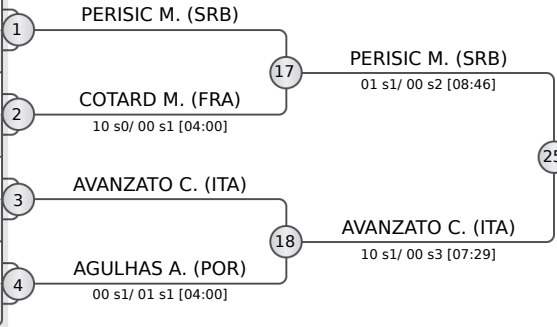 PERISIC M. (SRB)
1
17
PERISIC M. (SRB)
01 s1/ 00 s2 [08:46]
COTARD M. (FRA)
2
10 s0/ 00 s1 [04:00]
25
AVANZATO C. (ITA)
3
18
AVANZATO C. (ITA)
10 s1/ 00 s3 [07:29]
AGULHAS A. (POR)
4
00 s1/ 01 s1 [04:00]